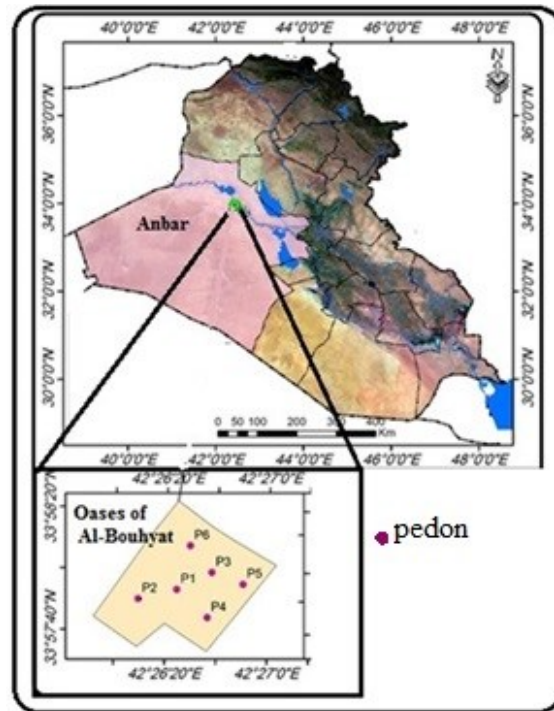 40°0'0"E 42°0'0"E 44°0'0"E 46°0'0"E 48°0'0"E
N
36°0'0"N
34°0'0"N
32°0'0"N
30°0'0"N
36°0'0"N
34°0'0"N
32°0'0"N
30°0'0"N
Anbar
0 50 100 200 300 400
Km
40°0'0"E 42°0'0"E 44°0'0"E 46°0'0"E 48°0'0"E
42°26'20"E 42°27'0"E
33°58'20"N
33°57'40"N
Oases of
Al-Bouhyat
P6
P3
P5
P1
P2
P4
42°26'20"E 42°27'0"E
pedon